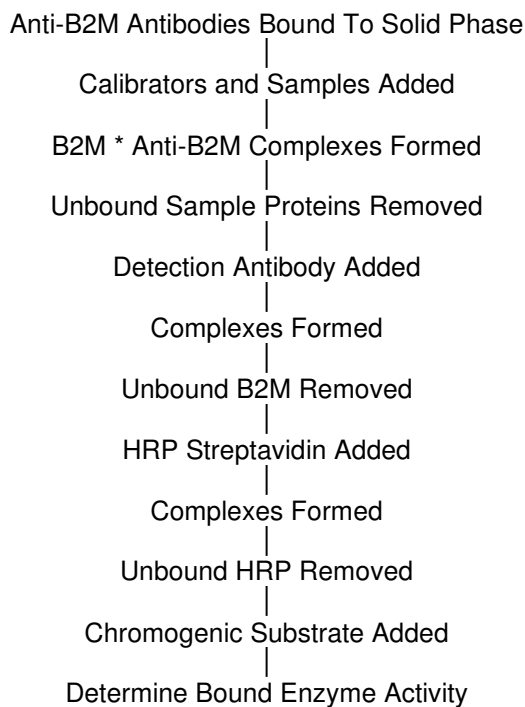 Anti-B2M Antibodies Bound To Solid Phase
Calibrators and Samples Added
B2M * Anti-B2M Complexes Formed
Unbound Sample Proteins Removed
Detection Antibody Added
Complexes Formed
Unbound B2M Removed
HRP Streptavidin Added
Complexes Formed
Unbound HRP Removed
Chromogenic Substrate Added
Determine Bound Enzyme Activity